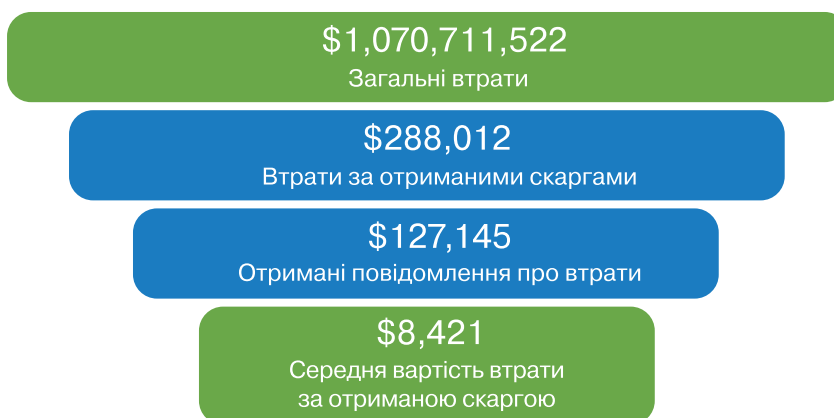 $1,070,711,522
Загальні втрати
$288,012
Втрати за отриманими скаргами
$127,145
Отримані повідомлення про втрати
$8,421
Середня вартість втрати
за отриманою скаргою